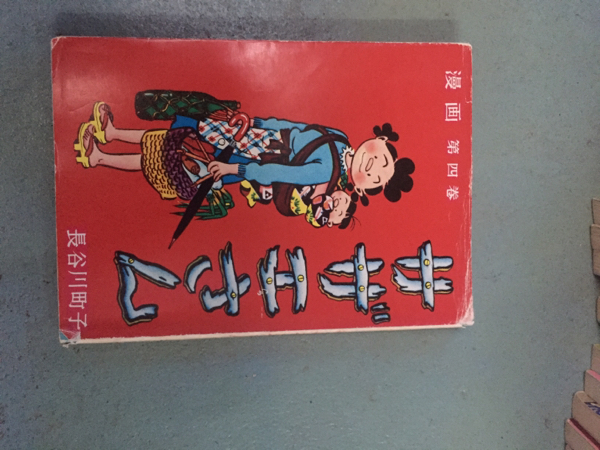 漫画 第四巻
サザエさん
長谷川町子